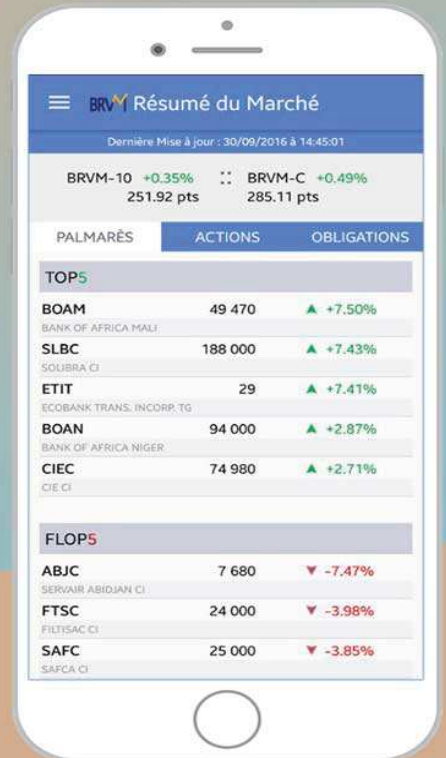 BRVM Résumé du Marché
Dernière Mise à jour : 30/09/2016 à 14:45:01
BRVM-10 +0.35% :: BRVM-C +0.49%
251.92 pts 285.11 pts
PALMARÈS ACTIONS OBLIGATIONS
TOP5
BOAM 49 470 ▲ +7.50%
BANK OF AFRICA MALI
SLBC 188 000 ▲ +7.43%
SOLIBRA CI
ETIT 29 ▲ +7.41%
ECOBANK TRANS. INCORP. TG
BOAN 94 000 ▲ +2.87%
BANK OF AFRICA NIGER
CIEC 74 980 ▲ +2.71%
CIE CI
FLOP5
ABJC 7 680 ▼ -7.47%
SERVAIR ABIDJAN CI
FTSC 24 000 ▼ -3.98%
FILTISAC CI
SAFC 25 000 ▼ -3.85%
SAFCA CI